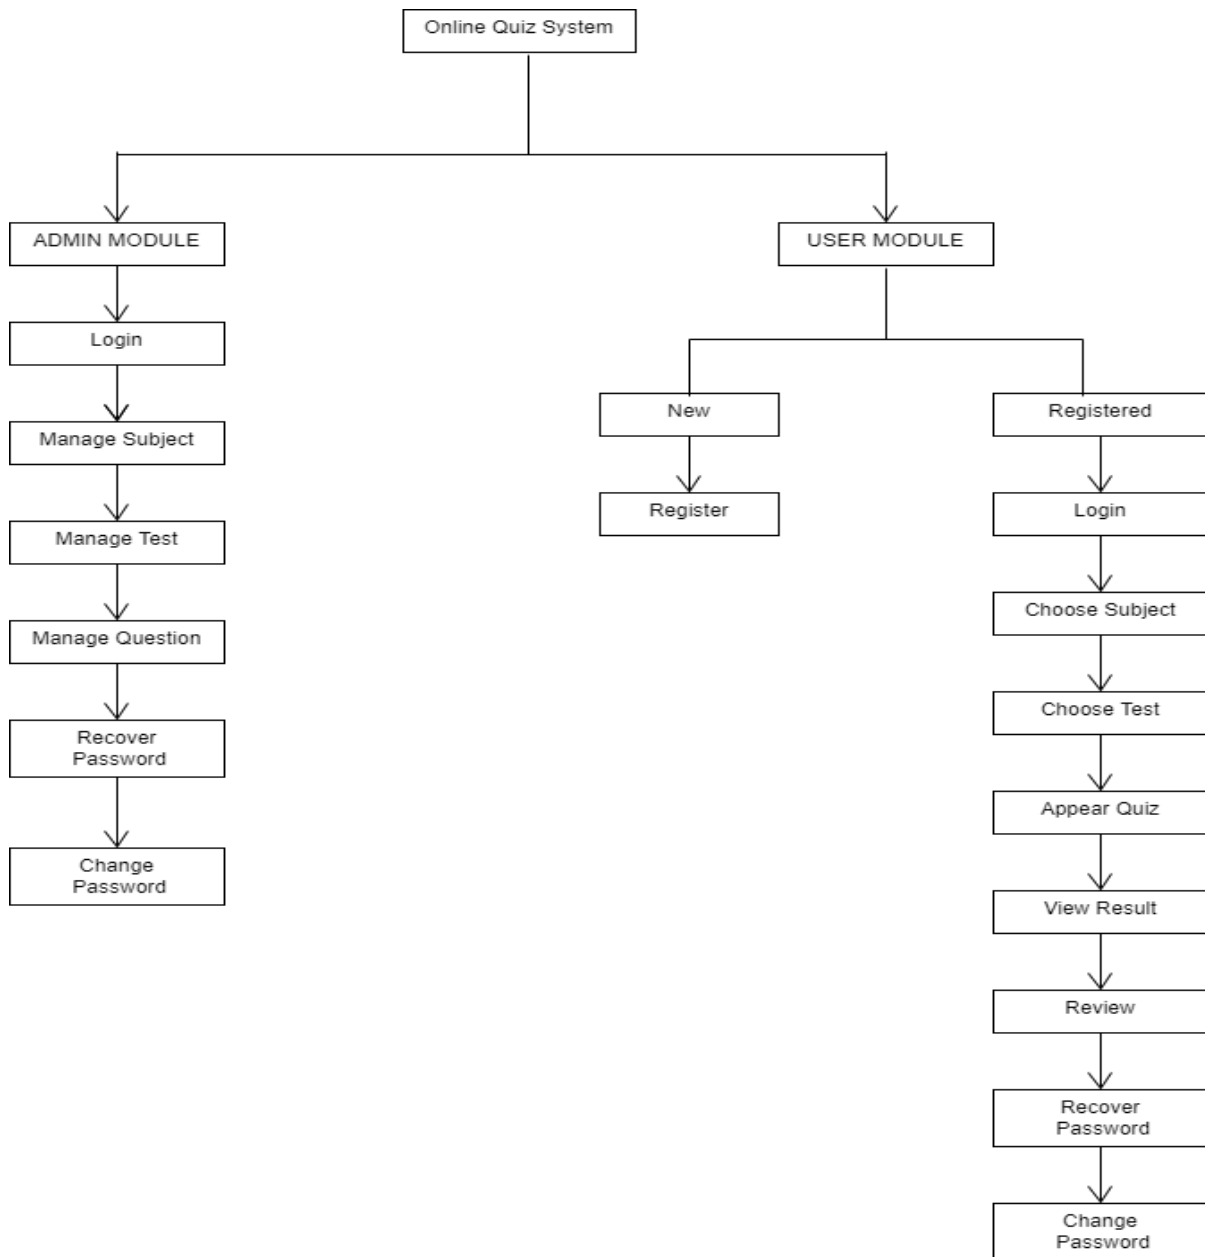 Online Quiz System
ADMIN MODULE
Login
Manage Subject
Manage Test
Manage Question
Recover
Password
Change
Password
USER MODULE
New
Register
Registered
Login
Choose Subject
Choose Test
Appear Quiz
View Result
Review
Recover
Password
Change
Password